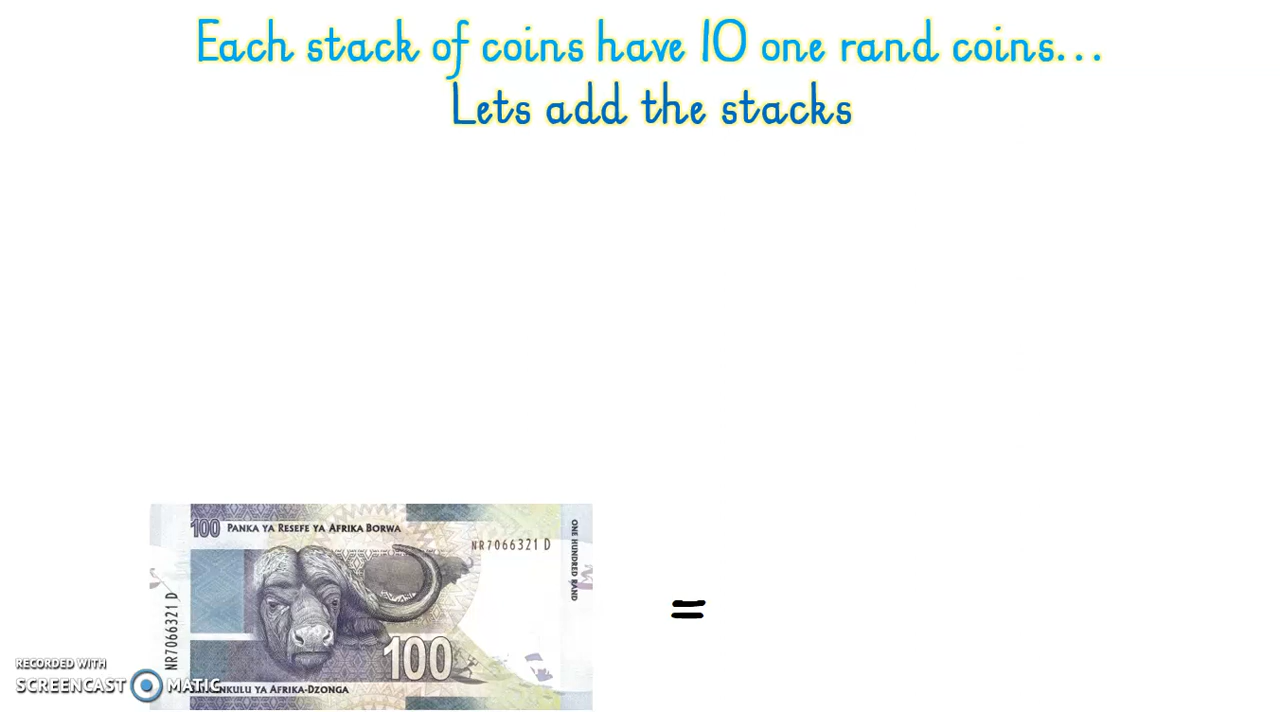 Each stack of coins have 10 one rand coins...
Lets add the stacks
100 PANKA YA RESEFE YA AFRIKA BORWA
NR7066321 D
ONE HUNDRED RAND
NR7066321 D
100
=
YA AFRIKA-DZONGA
RECORDED WITH
SCREENCAST MATIC